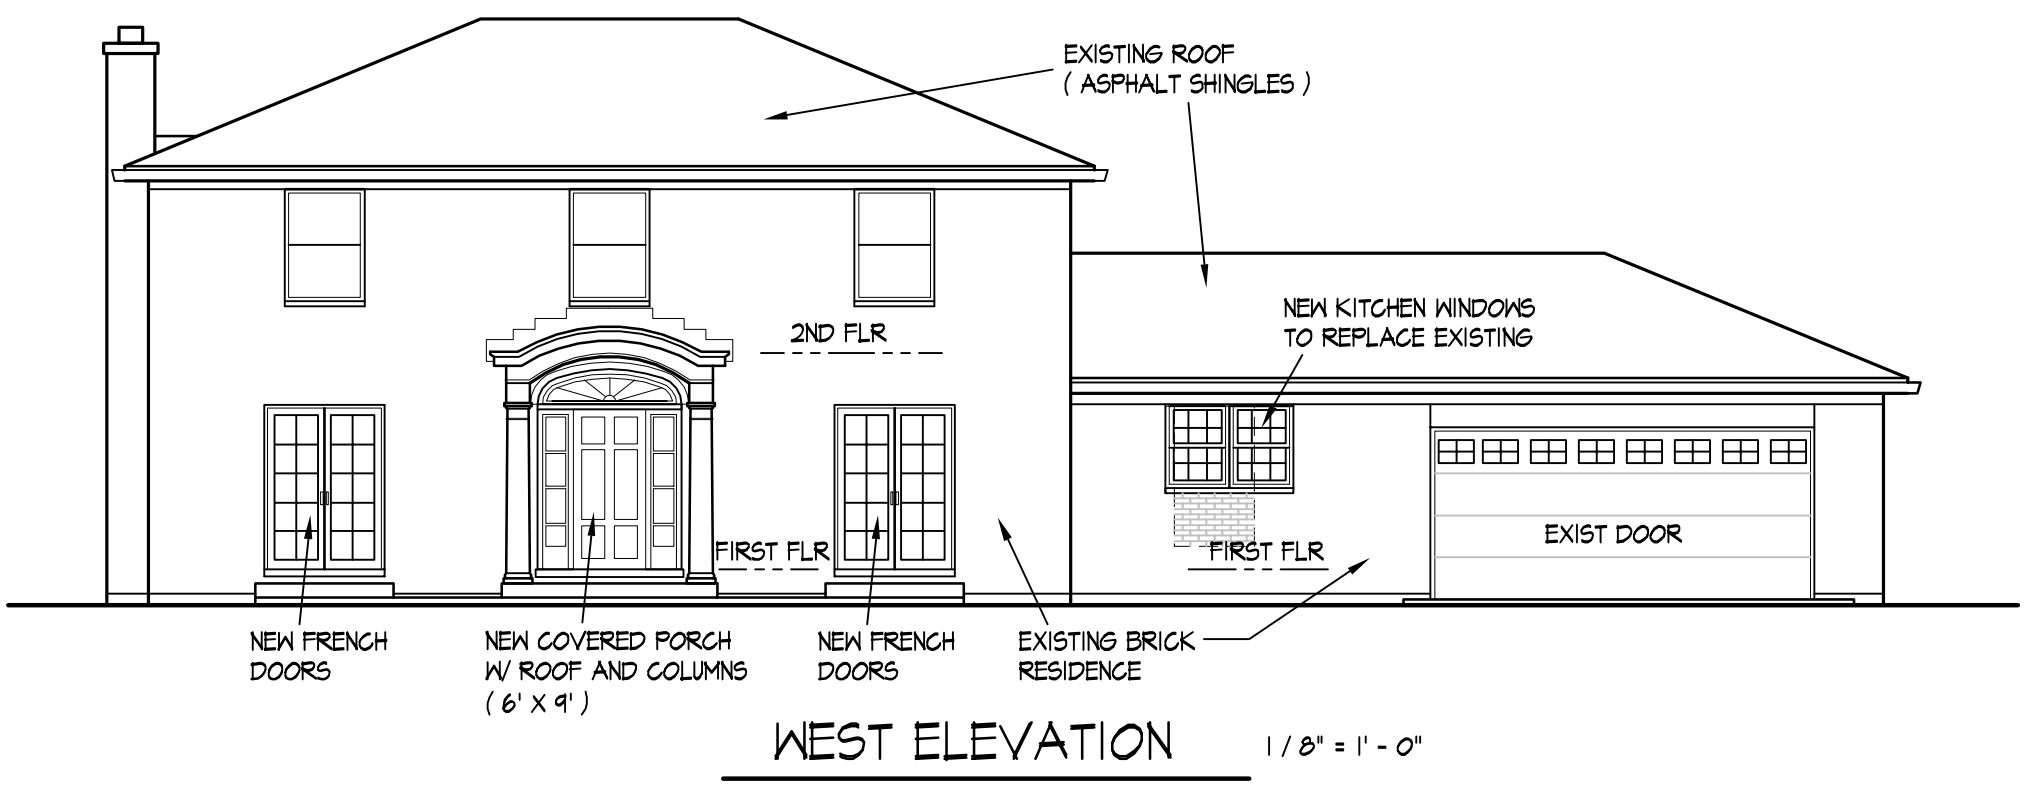 EXISTING ROOF
( ASPHALT SHINGLES )
NEW KITCHEN WINDOWS
TO REPLACE EXISTING
2ND FLR
EXIST DOOR
FIRST FLR
FIRST FLR
NEW FRENCH
DOORS
NEW COVERED PORCH
W/ ROOF AND COLUMNS
( 6' X 9' )
NEW FRENCH
DOORS
EXISTING BRICK
RESIDENCE
WEST ELEVATION
1 / 8" = 1' - 0"